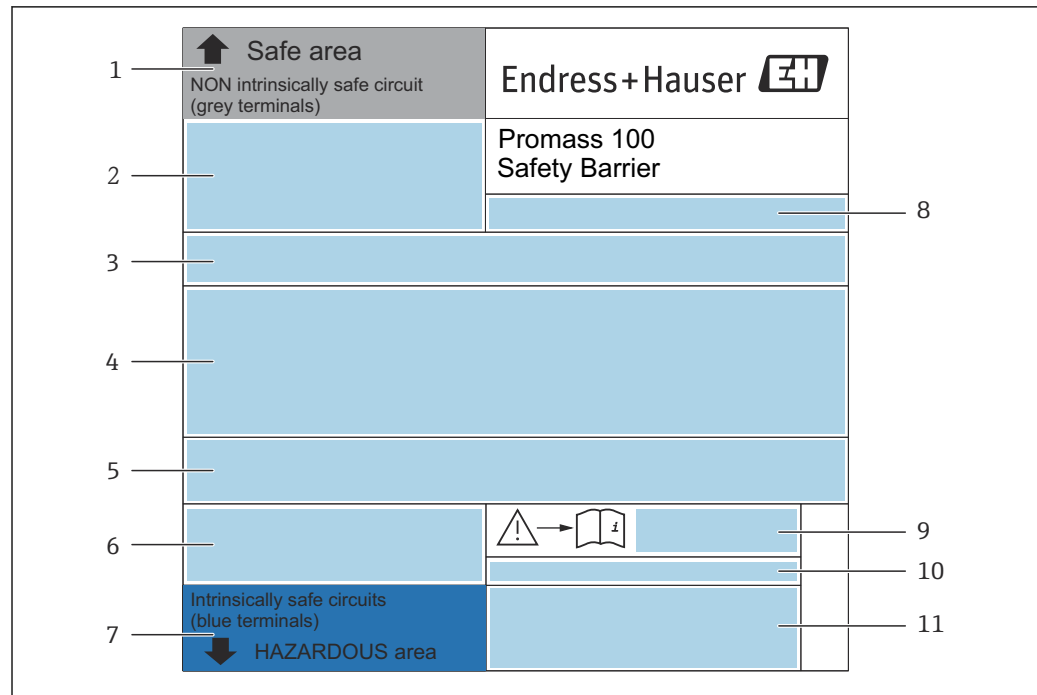 Safe area
NON intrinsically safe circuit
(grey terminals)
Endress+Hauser EH
Promass 100
Safety Barrier
1
2
3
4
5
6
7
8
9
10
11
i
Intrinsically safe circuits
(blue terminals)
HAZARDOUS area